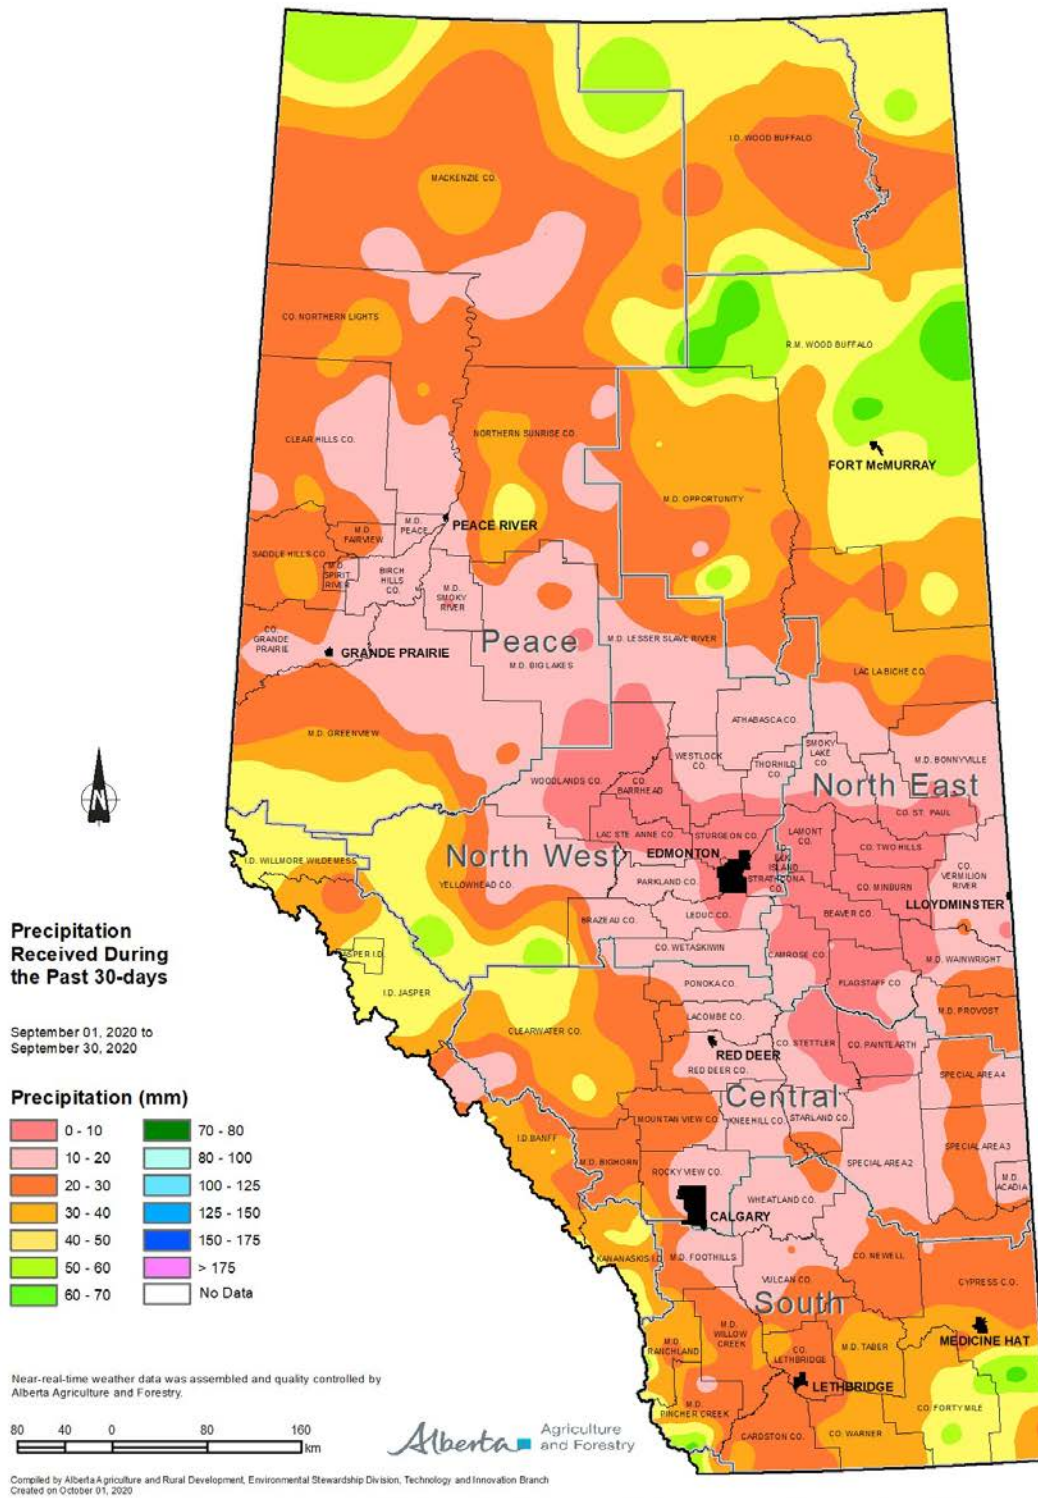 I.D. WOOD BUFFALO
MACKENZIE CO.
CO. NORTHERN LIGHTS
R.M. WOOD BUFFALO
CLEAR HILLS CO.
NORTHERN SUNRISE CO.
FORT McMURRAY
M.D. OPPORTUNITY
M.D.
PEACE
PEACE RIVER
M.D.
FAIRVIEW
SADDLE HILLS CO.
M.D.
SPIRIT
RIVER
BIRCH
HILLS
CO.
M.D.
SMOKY
RIVER
CO.
GRANDE
PRAIRIE
GRANDE PRAIRIE
Peace
M.D. LESSER SLAVE RIVER
M.D. BIG LAKES
LAC LA BICHE CO.
M.D. GREENVIEW
ATHABASCA CO.
WESTLOCK
CO.
THORHILD
CO.
SMOKY
LAKE
CO.
M.D. BONNYVILLE
WOODLANDS CO.
CO.
BARRHEAD
North East
CO. ST. PAUL
LAC STE ANNE CO.
STURGEON CO.
LAMONT
CO.
CO. TWO HILLS
North West
EDMONTON
I.D.
ELK
ISLAND
STRATHCONA
CO.
I.D. WILLMORE WILDERNESS
YELLOWHEAD CO.
PARKLAND CO.
CO. MINBURN
CO.
VERMILION
RIVER
LLOYDMINSTER
BRAZEAU CO.
LEDUC CO.
BEAVER CO.
CO. WETASKIWIN
CAMROSE CO.
M.D. WAINWRIGHT
JASPER I.D.
I.D. JASPER
PONOKA CO.
FLAGSTAFF CO.
CLEARWATER CO.
LACOMBE CO.
M.D. PROVOST
RED DEER
CO. STETTLER
CO. PAINTEARTH
RED DEER CO.
SPECIAL AREA 4
Central
MOUNTAIN VIEW CO.
KNEEHILL CO.
STARLAND CO.
I.D. BANFF
M.D. BIGHORN
ROCKY VIEW CO.
SPECIAL AREA 2
SPECIAL AREA 3
M.D.
ACADIA
WHEATLAND CO.
CALGARY
KANANASKIS I.D.
M.D. FOOTHILLS
CO. NEWELL
VULCAN CO.
CYPRESS C.O.
South
M.D.
WILLOW
CREEK
M.D.
RANCHLAND
CO.
LETHBRIDGE
M.D. TABER
MEDICINE HAT
LETHBRIDGE
M.D.
PINCHER CREEK
CARDSTON CO.
CO. WARNER
CO. FORTY MILE
N
Precipitation
Received During
the Past 30-days
September 01, 2020 to
September 30, 2020
Precipitation (mm)
0 - 10
70 - 80
10 - 20
80 - 100
20 - 30
100 - 125
30 - 40
125 - 150
40 - 50
150 - 175
50 - 60
> 175
60 - 70
No Data
Near-real-time weather data was assembled and quality controlled by
Alberta Agriculture and Forestry.
80 40 0 80 160
km
Alberta Agriculture
and Forestry
Compiled by Alberta Agriculture and Rural Development, Environmental Stewardship Division, Technology and Innovation Branch
Created on October 01, 2020